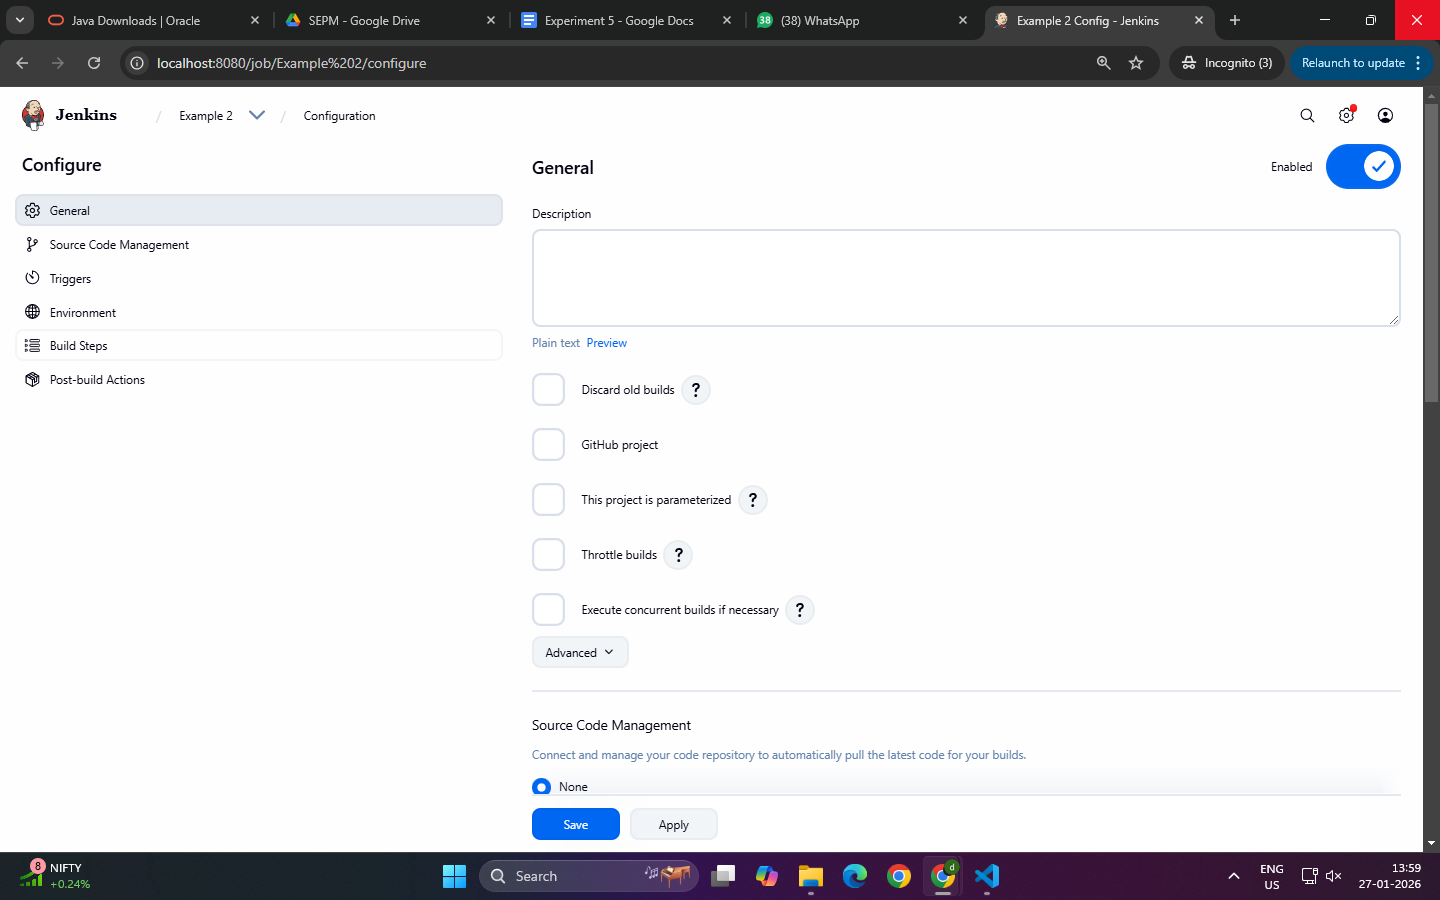 Java Downloads | Oracle
SEPM - Google Drive
Experiment 5 - Google Docs
38 (38) WhatsApp
Example 2 Config - Jenkins
localhost:8080/job/Example%202/configure
Incognito (3)
Relaunch to update
Jenkins / Example 2 / Configuration
Configure
General
Source Code Management
Triggers
Environment
Build Steps
Post-build Actions
General
Enabled
Description
Plain text Preview
Discard old builds ?
GitHub project
This project is parameterized ?
Throttle builds ?
Execute concurrent builds if necessary ?
Advanced
Source Code Management
Connect and manage your code repository to automatically pull the latest code for your builds.
None
Save Apply
8 NIFTY
+0.24%
Search
d
ENG
US
13:59
27-01-2026